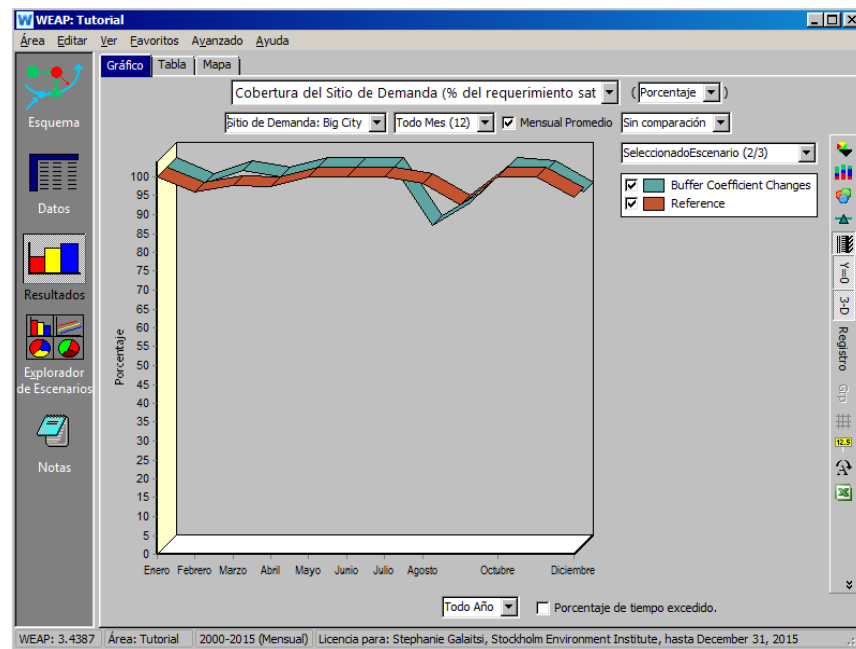 WEAP: Tutorial
Área Editar Ver Favoritos Avanzado Ayuda
Gráfico Tabla Mapa
Cobertura del Sitio de Demanda (% del requerimiento sat
( Porcentaje )
Sitio de Demanda: Big City
Todo Mes (12)
Mensual Promedio
Sin comparación
SeleccionadoEscenario (2/3)
Buffer Coefficient Changes
Reference
Esquema
Datos
Resultados
Explorador
de Escenarios
Notas
Porcentaje
100
95
90
85
80
75
70
65
60
55
50
45
40
35
30
25
20
15
10
5
0
Enero Febrero Marzo Abril Mayo Junio Julio Agosto Octubre Diciembre
Y=0
3-D
Registro
Grp
12.5
Todo Año
Porcentaje de tiempo excedido.
WEAP: 3.4387 Área: Tutorial 2000-2015 (Mensual) Licencia para: Stephanie Galaitsi, Stockholm Environment Institute, hasta December 31, 2015